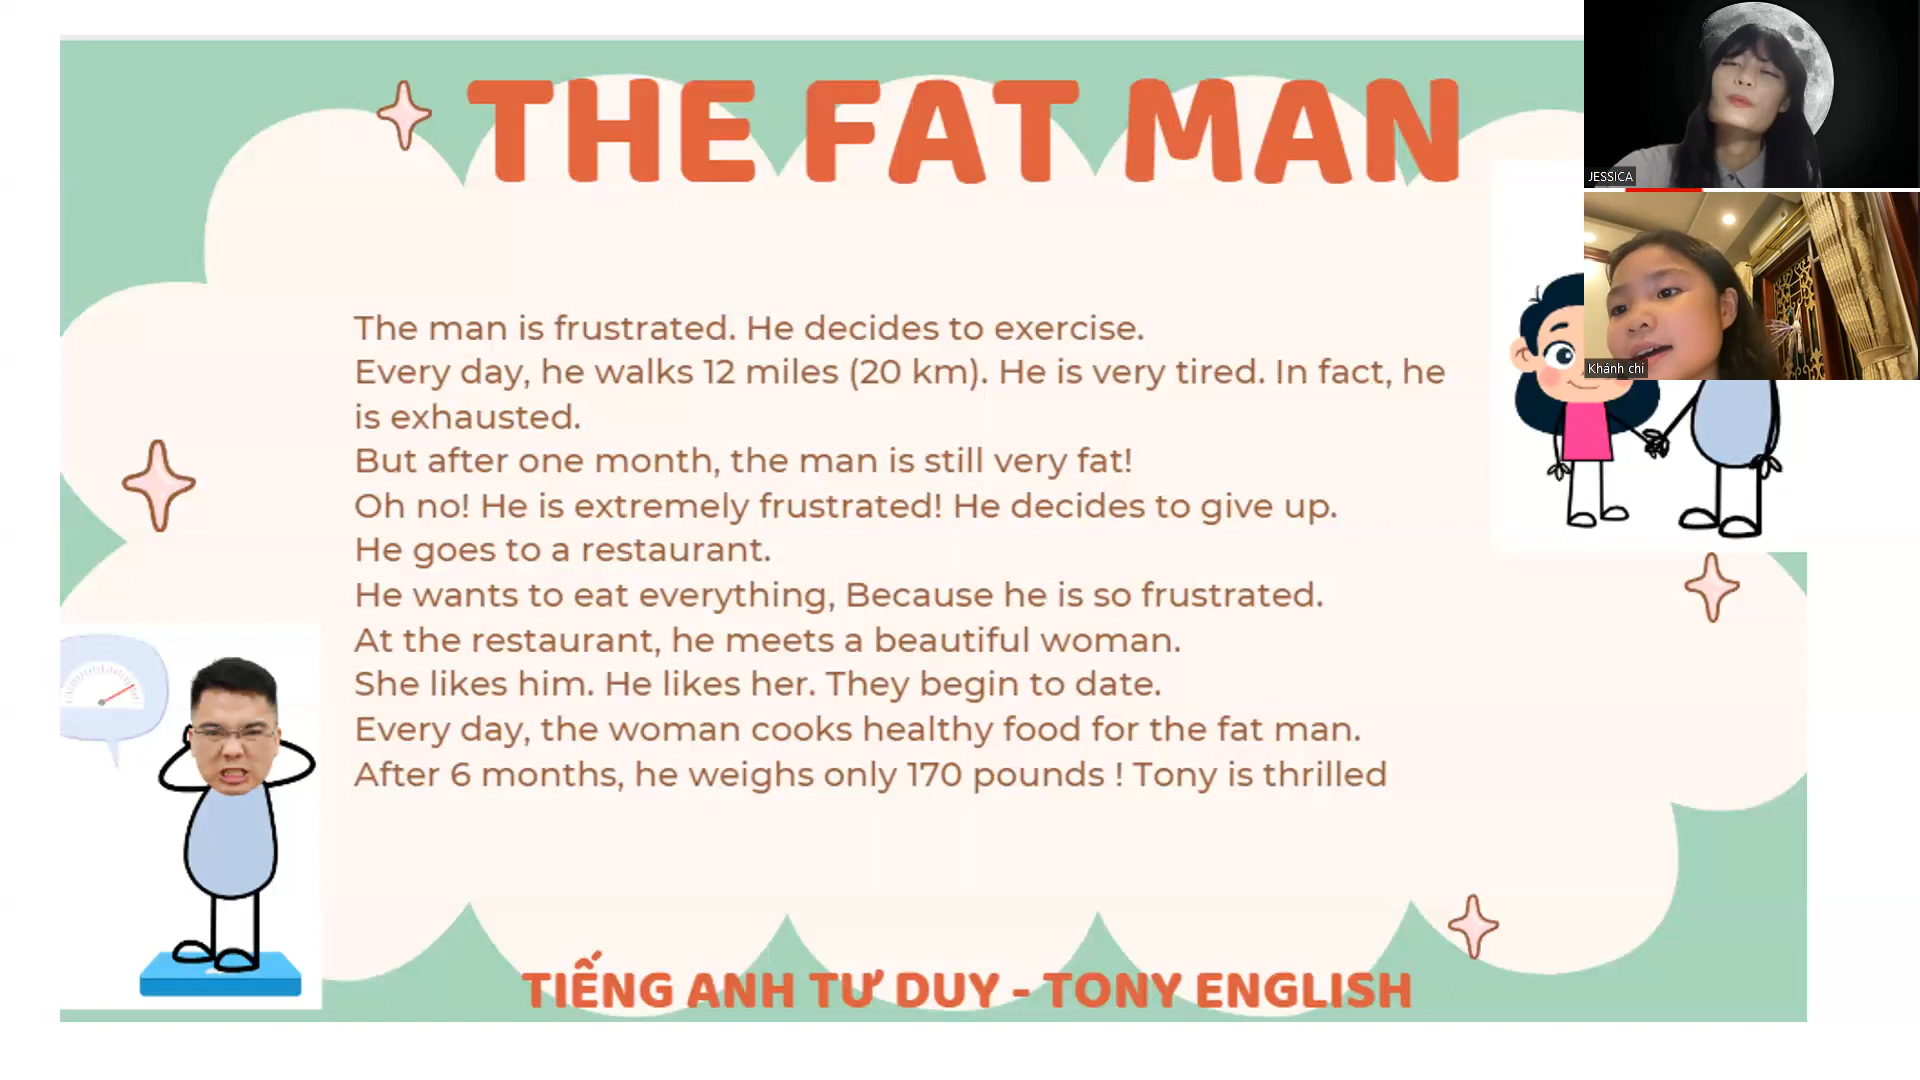 THE FAT MAN
The man is frustrated. He decides to exercise.
Every day, he walks 12 miles (20 km). He is very tired. In fact, he
is exhausted.
But after one month, the man is still very fat!
Oh no! He is extremely frustrated! He decides to give up.
He goes to a restaurant.
He wants to eat everything, Because he is so frustrated.
At the restaurant, he meets a beautiful woman.
She likes him. He likes her. They begin to date.
Every day, the woman cooks healthy food for the fat man.
After 6 months, he weighs only 170 pounds ! Tony is thrilled
TIẾNG ANH TƯ DUY - TONY ENGLISH
JESSICA
Khánh chi